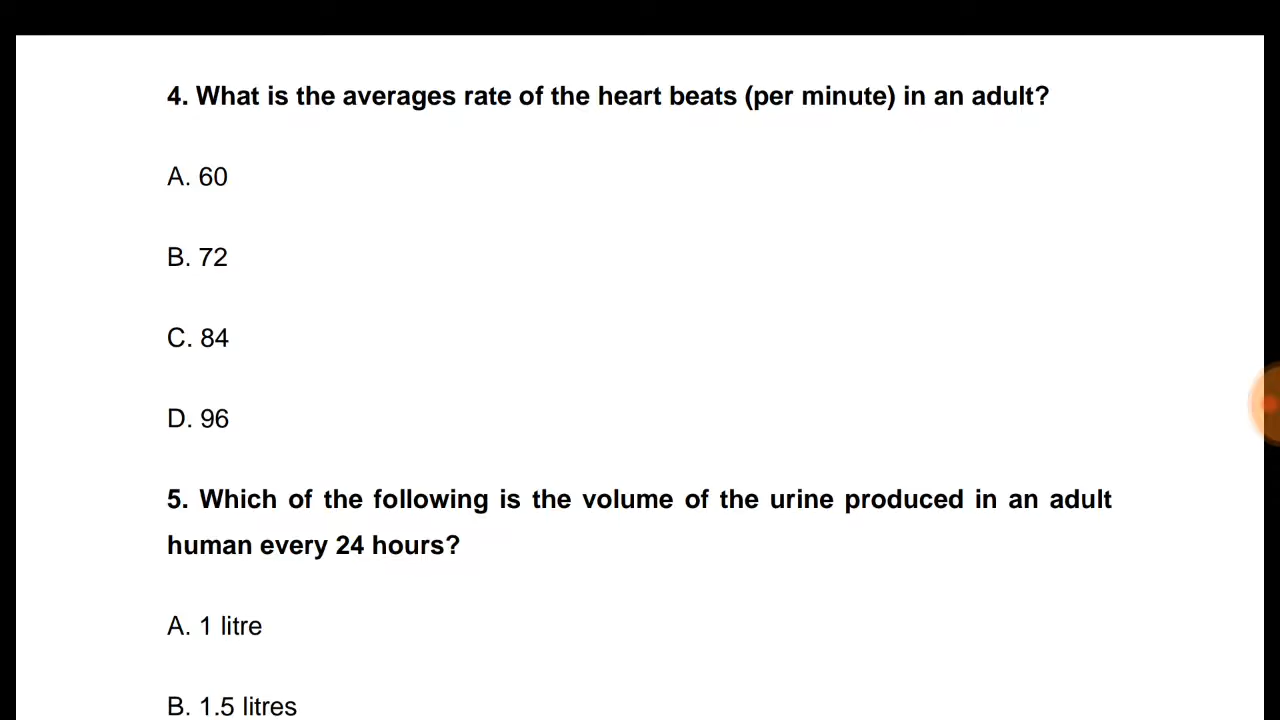 4. What is the averages rate of the heart beats (per minute) in an adult?
A. 60
B. 72
C. 84
D. 96
5. Which of the following is the volume of the urine produced in an adult
human every 24 hours?
A. 1 litre
B. 1.5 litres